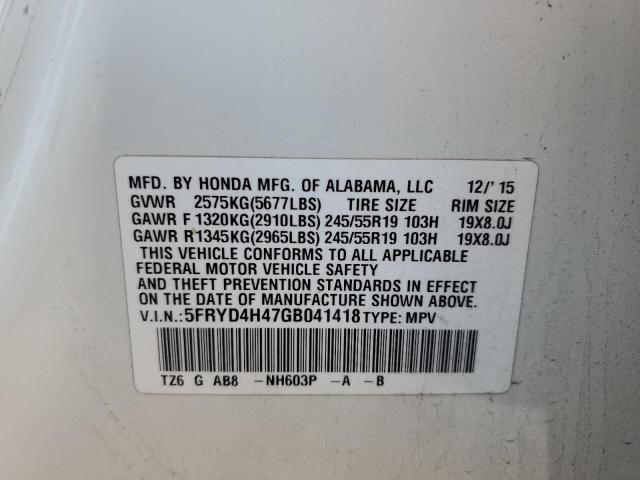 MFD. BY HONDA MFG. OF ALABAMA, LLC 12/'15
GVWR 2575KG(5677LBS) TIRE SIZE RIM SIZE
GAWR F 1320KG(2910LBS) 245/55R19 103H 19X8.0J
GAWR R1345KG(2965LBS) 245/55R19 103H 19X8.0J
THIS VEHICLE CONFORMS TO ALL APPLICABLE
FEDERAL MOTOR VEHICLE SAFETY
AND THEFT PREVENTION STANDARDS IN EFFECT
ON THE DATE OF MANUFACTURE SHOWN ABOVE.
V.I.N.:5FRYD4H47GB041418 TYPE: MPV
TZ6 G AB8 -NH603P -A -B